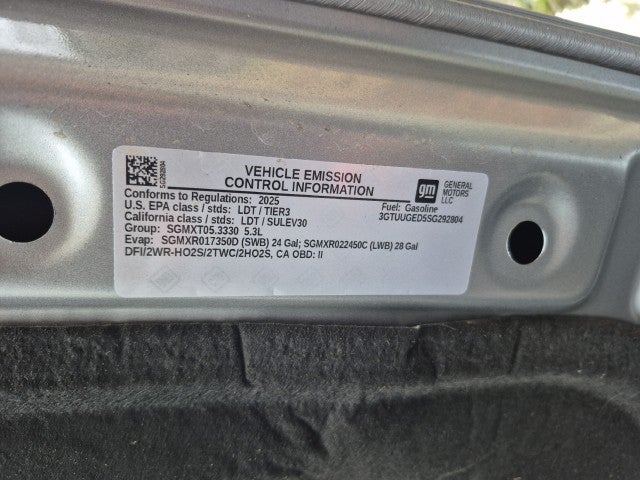 VEHICLE EMISSION
CONTROL INFORMATION
gm
GENERAL
MOTORS
LLC
Conforms to Regulations: 2025
Fuel: Gasoline
U.S. EPA class / stds: LDT / TIER3
3GTUUGED5SG292804
California class / stds: LDT / SULEV30
Group: SGMXT05.3330 5.3L
Evap: SGMXR017350D (SWB) 24 Gal; SGMXR022450C (LWB) 28 Gal
DFI/2WR-HO2S/2TWC/2HO2S, CA OBD: II